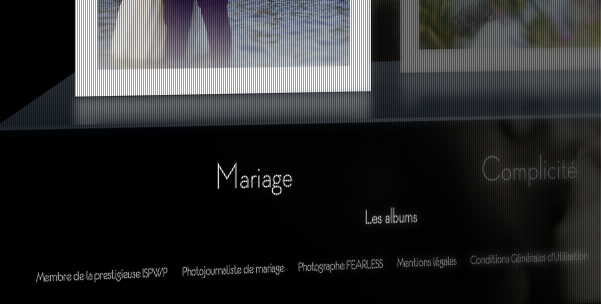 Mariage
Complicité
Les albums
Membre de la prestigieuse ISPWP Photojournaliste de mariage Photographe FEARLESS Mentions légales Conditions Générales d'Utilisation